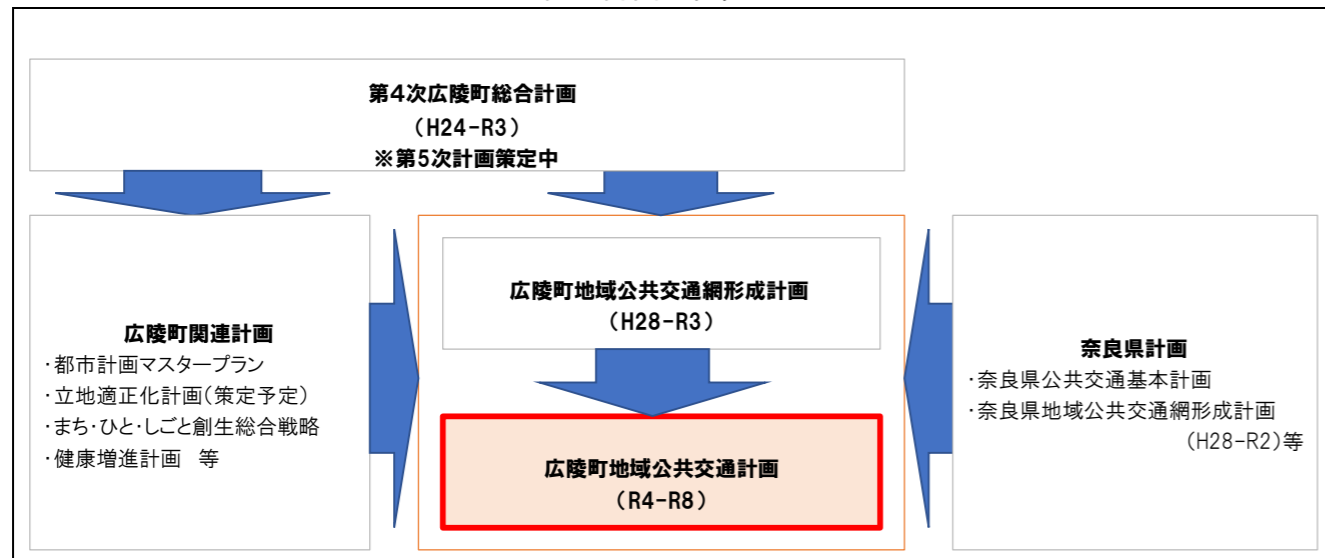 第4次広陵町総合計画
(H24-R3)
※第5次計画策定中
広陵町関連計画
・都市計画マスタープラン
・立地適正化計画(策定予定)
・まち・ひと・しごと創生総合戦略
・健康増進計画 等
広陵町地域公共交通網形成計画
(H28-R3)
広陵町地域公共交通計画
(R4-R8)
奈良県計画
・奈良県公共交通基本計画
・奈良県地域公共交通網形成計画
(H28-R2)等